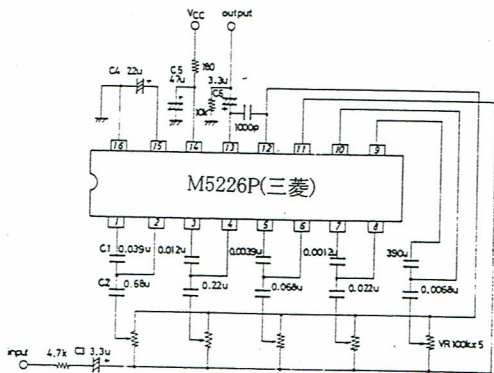 Vcc output
180
C4 22u C5 47u 3.3u
C6
10k
1000p
16 15 14 13 12 11 10 9
M5226P(三菱)
1 2 3 4 5 6 7 8
C1 0.039u 0.012u 0.0039u 0.0012u 390u
C2 0.68u 0.22u 0.068u 0.022u 0.0068u
VR 100k×5
input 4.7k 3.3u